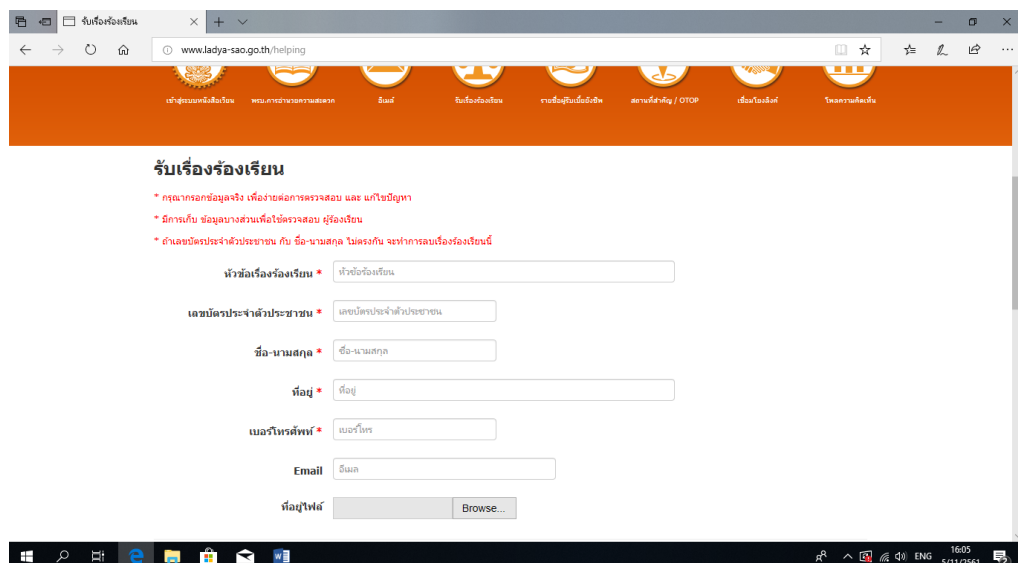 รับเรื่องร้องเรียน
www.ladya-sao.go.th/helping
เข้าสู่ระบบหนังสือเวียน พรบ.การอำนวยความสะดวก อีเมล์ รับเรื่องร้องเรียน รายชื่อผู้รับเบี้ยยังชีพ สถานที่สำคัญ / OTOP เชื่อมโยงลิงค์ โพลความคิดเห็น
รับเรื่องร้องเรียน
* กรุณากรอกข้อมูลจริง เพื่อง่ายต่อการตรวจสอบ และ แก้ไขปัญหา
* มีการเก็บ ข้อมูลบางส่วนเพื่อใช้ตรวจสอบ ผู้ร้องเรียน
* ถ้าเลขบัตรประจำตัวประชาชน กับ ชื่อ-นามสกุล ไม่ตรงกัน จะทำการลบเรื่องร้องเรียนนี้
หัวข้อเรื่องร้องเรียน * หัวข้อร้องเรียน
เลขบัตรประจำตัวประชาชน * เลขบัตรประจำตัวประชาชน
ชื่อ-นามสกุล * ชื่อ-นามสกุล
ที่อยู่ * ที่อยู่
เบอร์โทรศัพท์ * เบอร์โทร
Email อีเมล
ที่อยู่ไฟล์ Browse...
ENG 16:05
5/11/2561